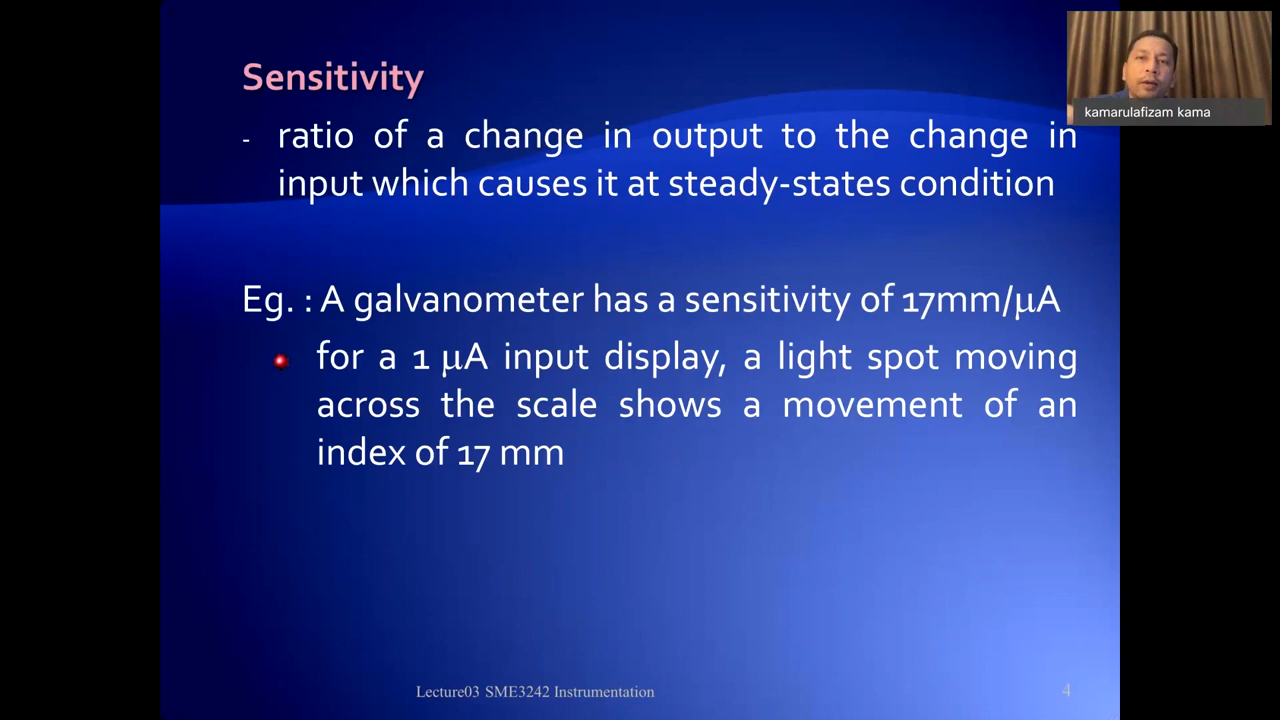 Sensitivity
kamarulafizam kama
- ratio of a change in output to the change in
input which causes it at steady-states condition
Eg. : A galvanometer has a sensitivity of 17mm/μA
for a 1 μA input display, a light spot moving
across the scale shows a movement of an
index of 17 mm
Lecture03 SME3242 Instrumentation
4